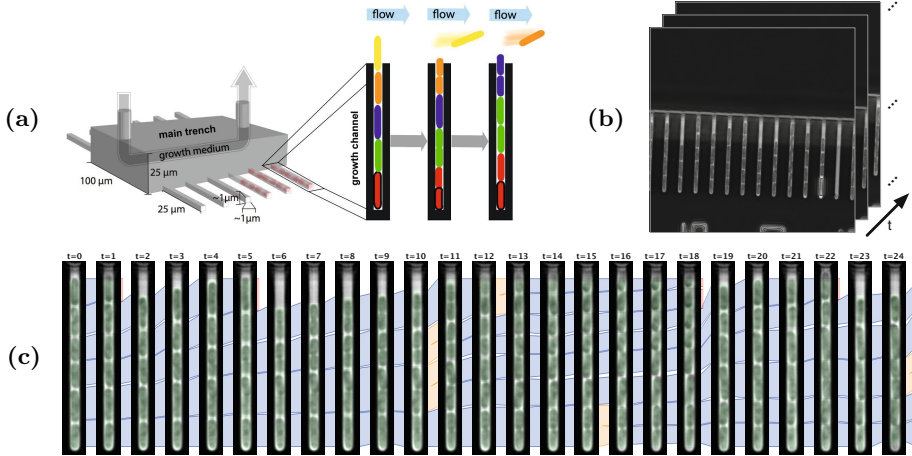 (a)
main trench
growth medium
100 µm
25 µm
25 µm
~1µm
~1µm
flow
flow
flow
growth channel
(b)
t
(c)
t=0 t=1 t=2 t=3 t=4 t=5 t=6 t=7 t=8 t=9 t=10 t=11 t=12 t=13 t=14 t=15 t=16 t=17 t=18 t=19 t=20 t=21 t=22 t=23 t=24